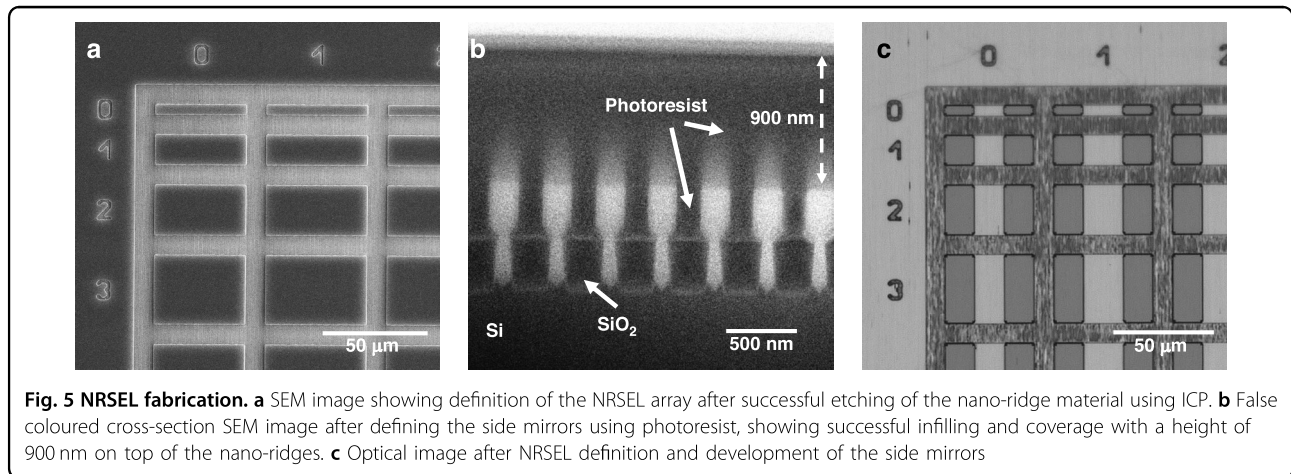 a
0 1 2
0
1
2
3
50 μm
b
Photoresist
900 nm
SiO2
Si
500 nm
c
0 1 2
0
1
2
3
50 μm
Fig. 5 NRSEL fabrication. a SEM image showing definition of the NRSEL array after successful etching of the nano-ridge material using ICP. b False
coloured cross-section SEM image after defining the side mirrors using photoresist, showing successful infilling and coverage with a height of
900 nm on top of the nano-ridges. c Optical image after NRSEL definition and development of the side mirrors